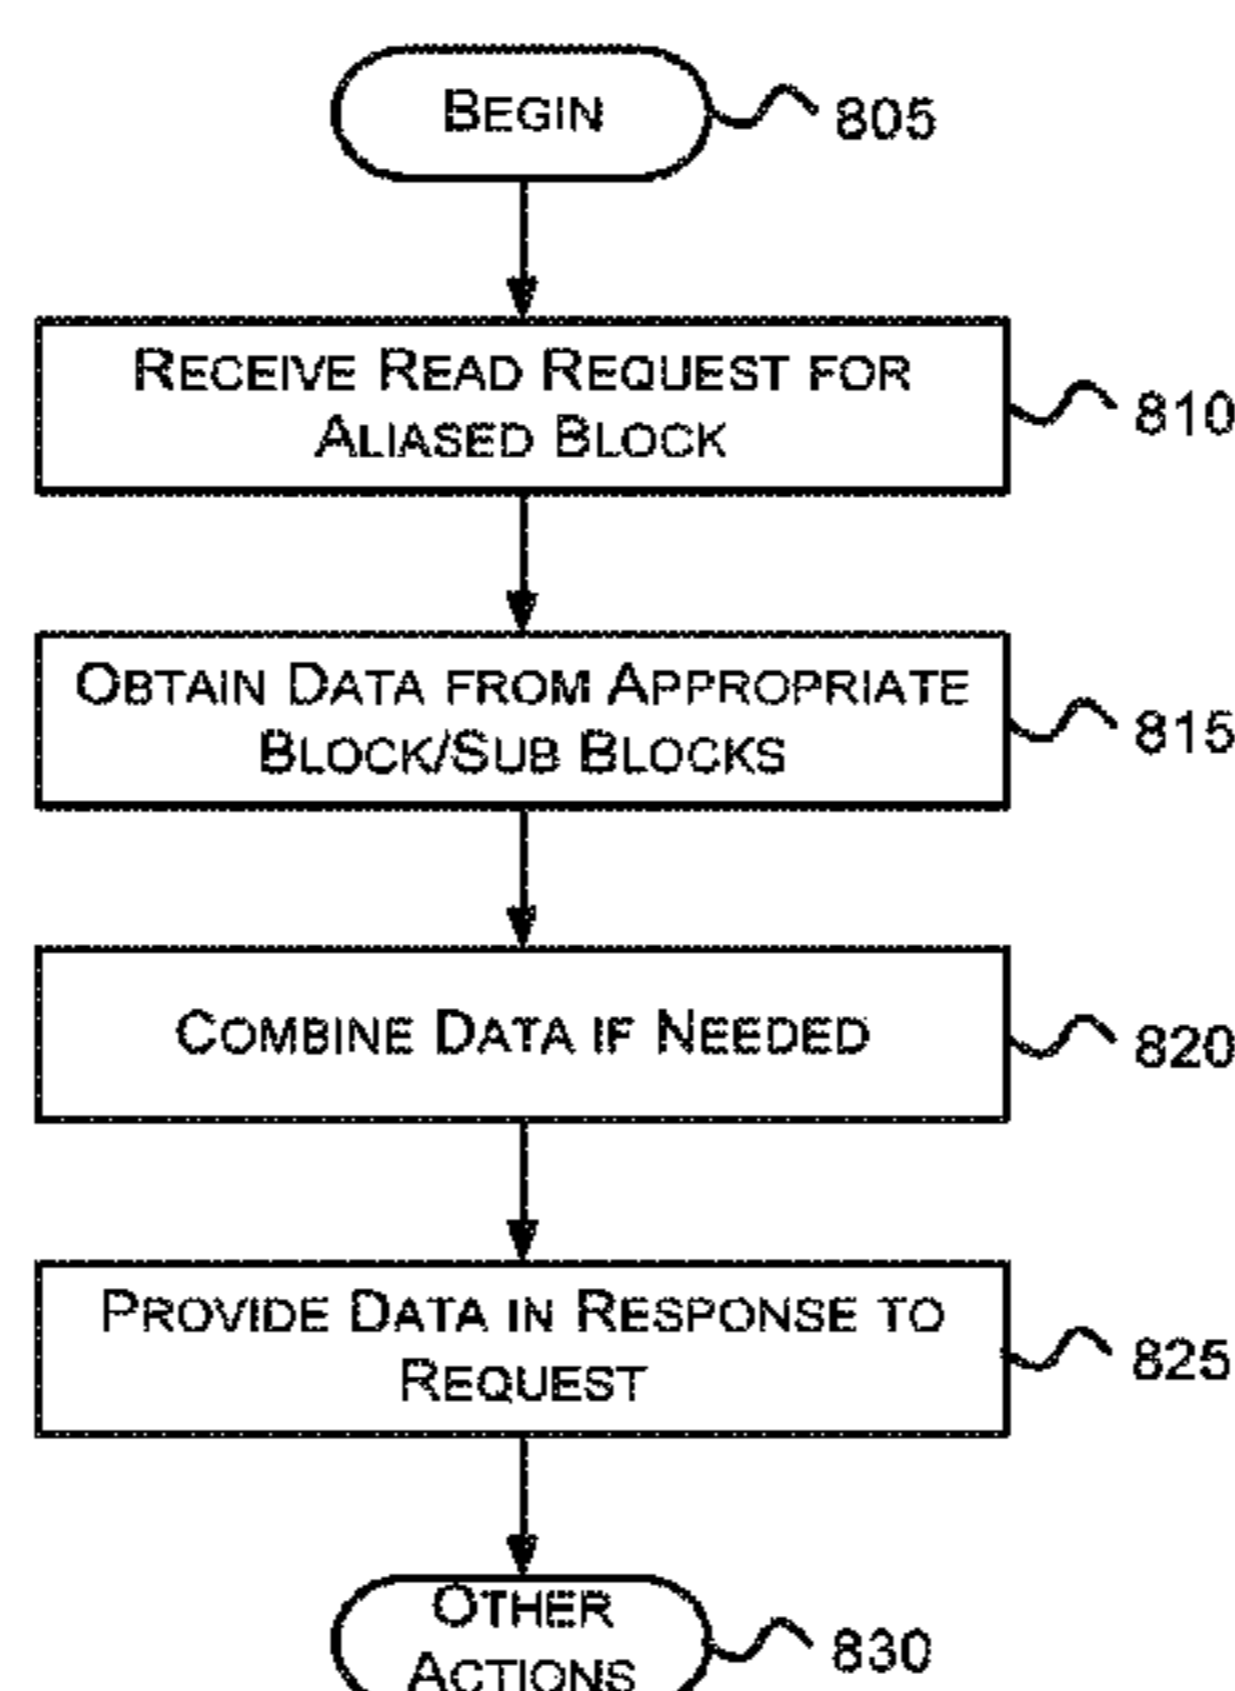 BEGIN
805
RECEIVE READ REQUEST FOR
ALIASED BLOCK
810
OBTAIN DATA FROM APPROPRIATE
BLOCK/SUB BLOCKS
815
COMBINE DATA IF NEEDED
820
PROVIDE DATA IN RESPONSE TO
REQUEST
825
OTHER
ACTIONS
830